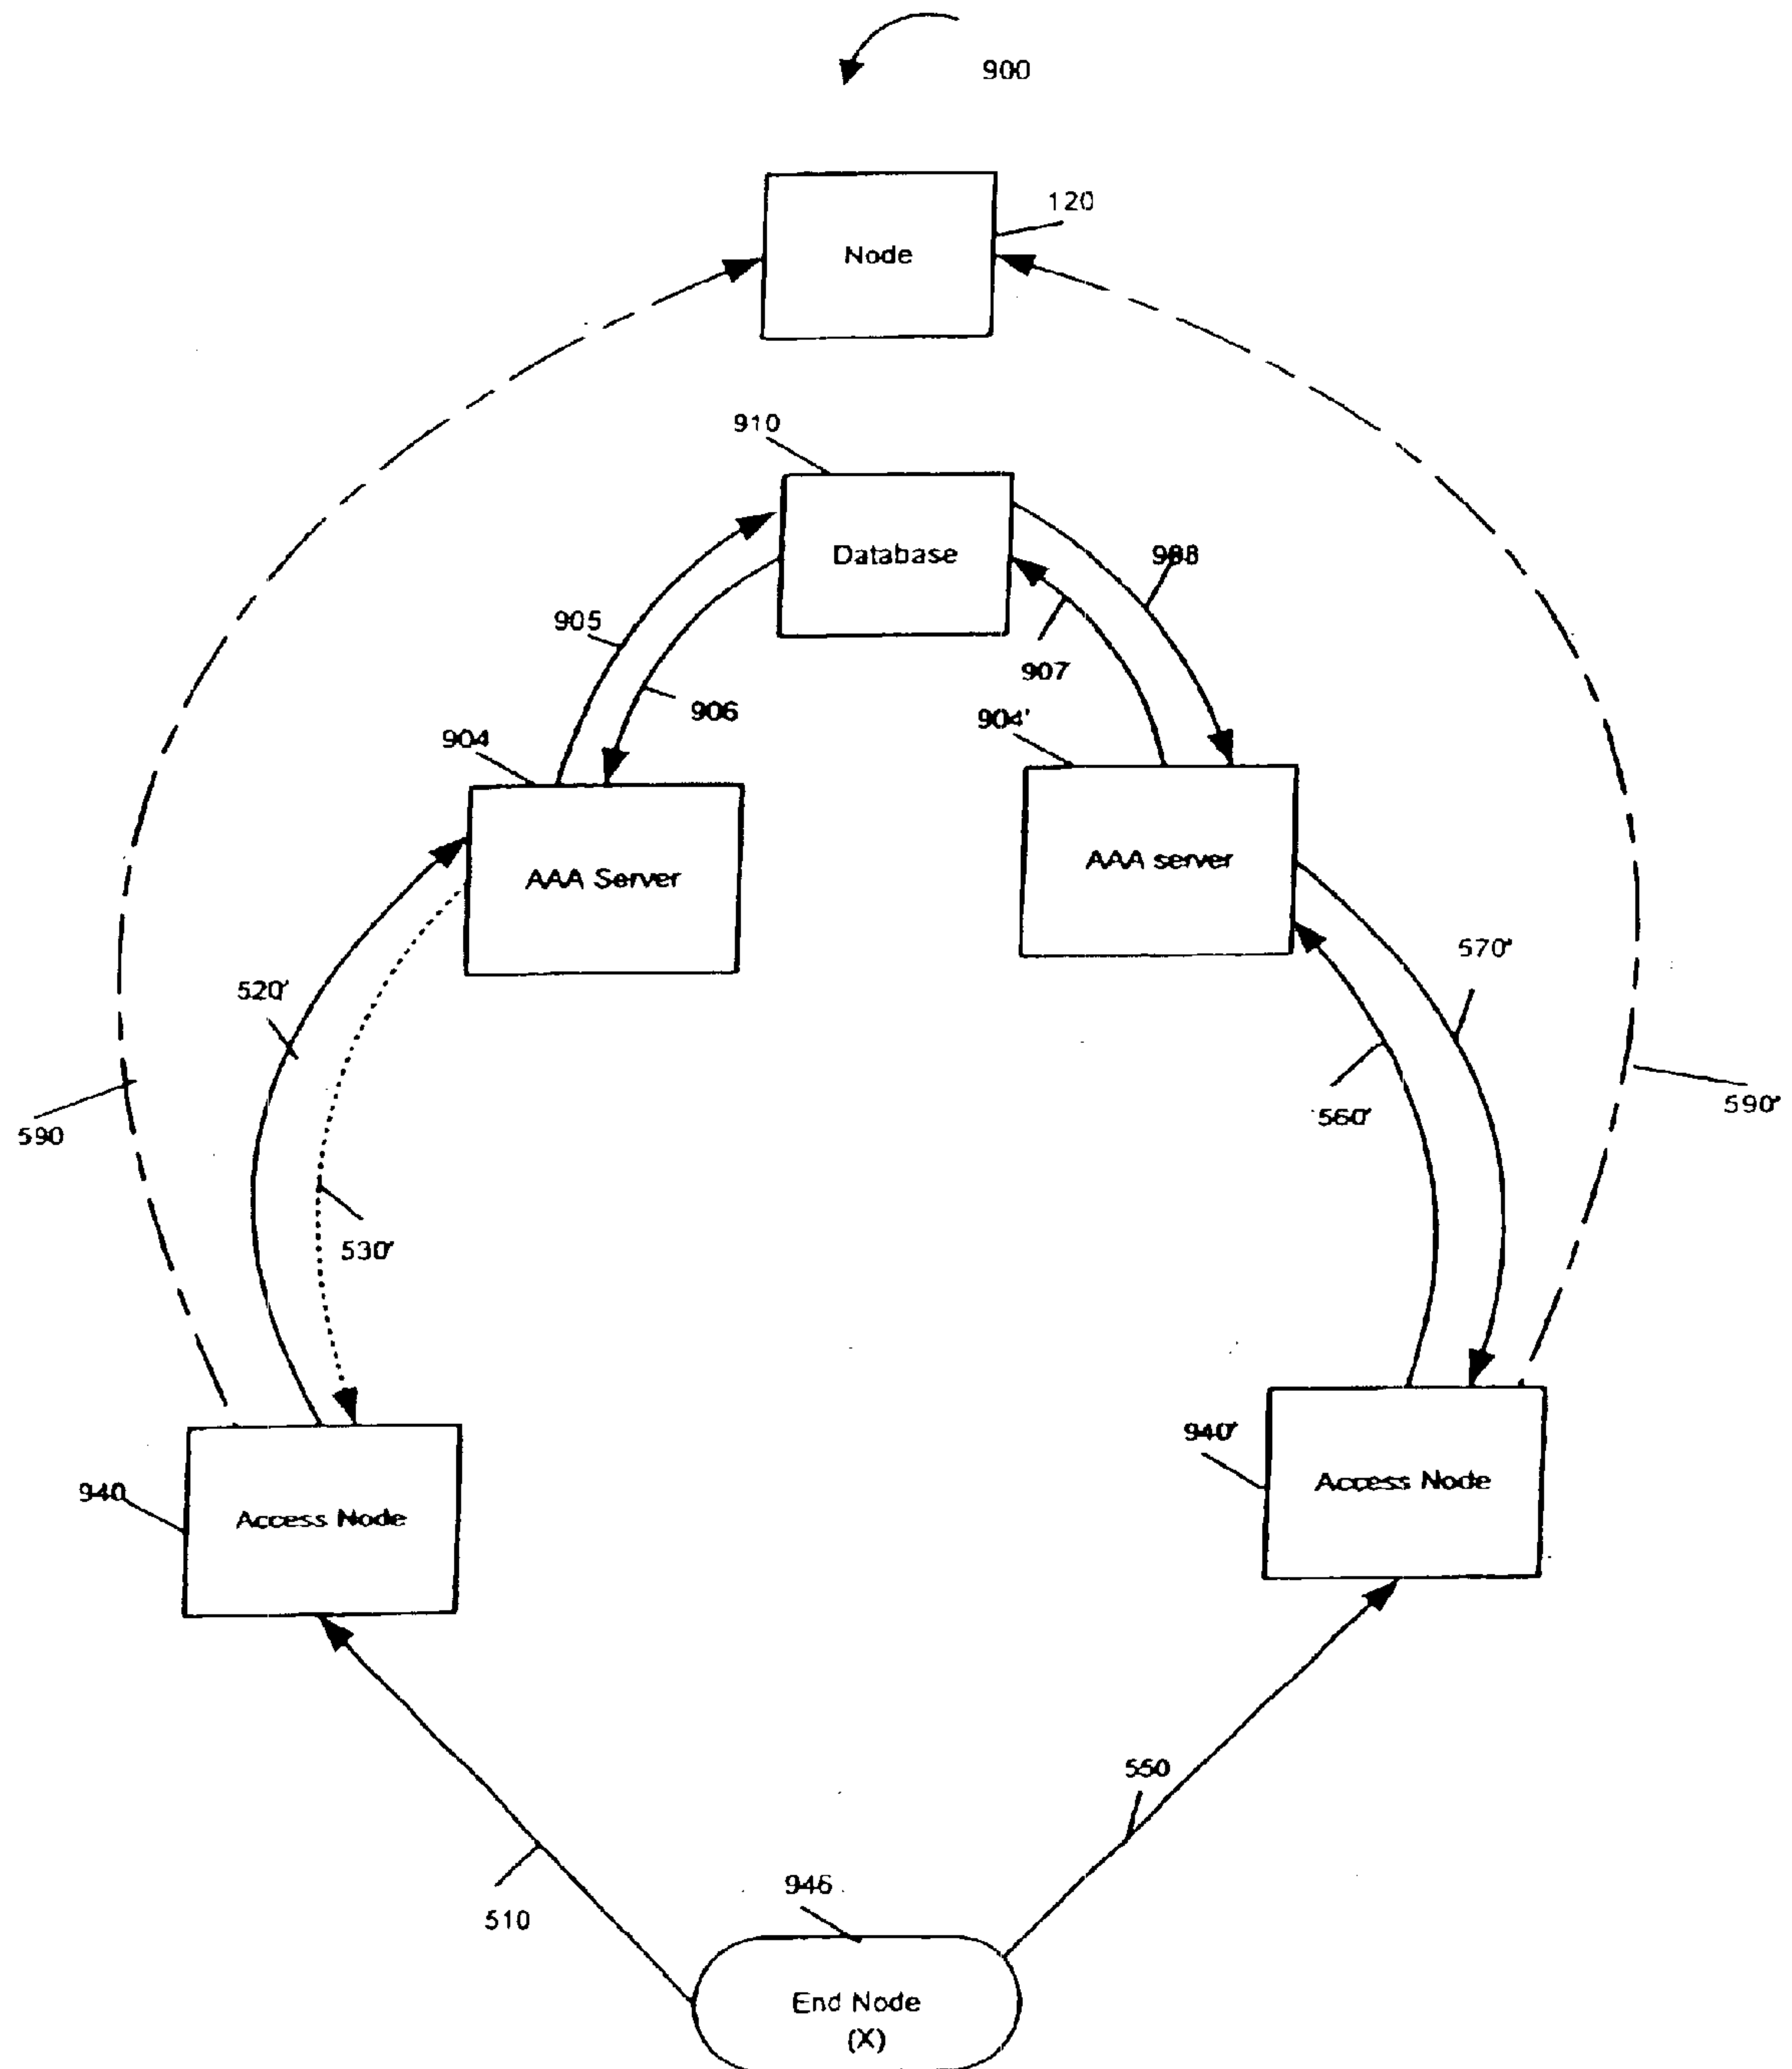 900
120
Node
910
Database
988
905
907
906
904
904'
AAA Server
AAA server
520'
570'
560'
590
590'
530'
940
940'
Access Node
Access Node
550
510
946
End Node
(X)